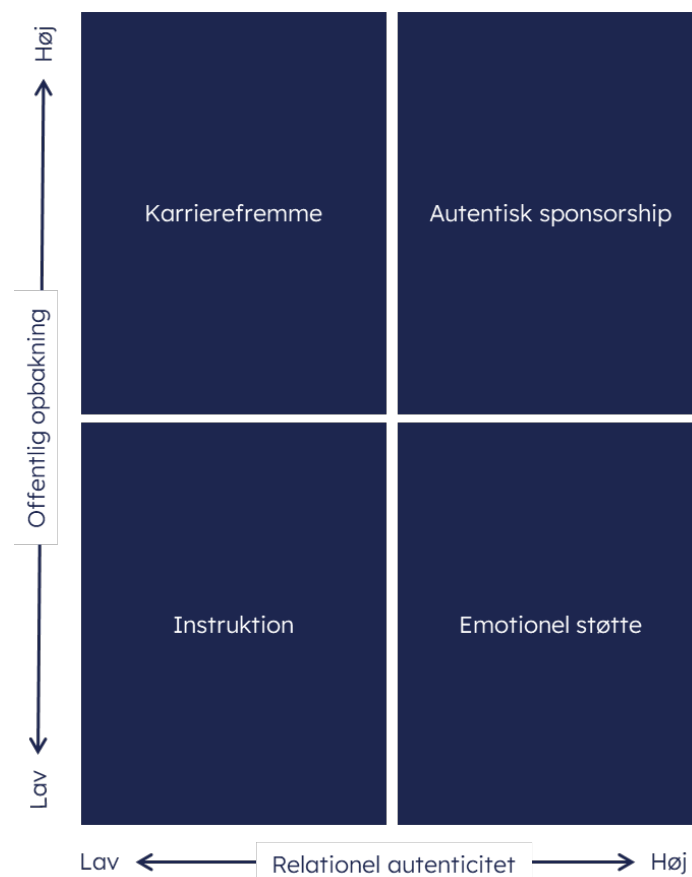 Høj
Karrierefremme
Autentisk sponsorship
Offentlig opbakning
Instruktion
Emotionel støtte
Lav
Lav
Relationel autenticitet
Høj